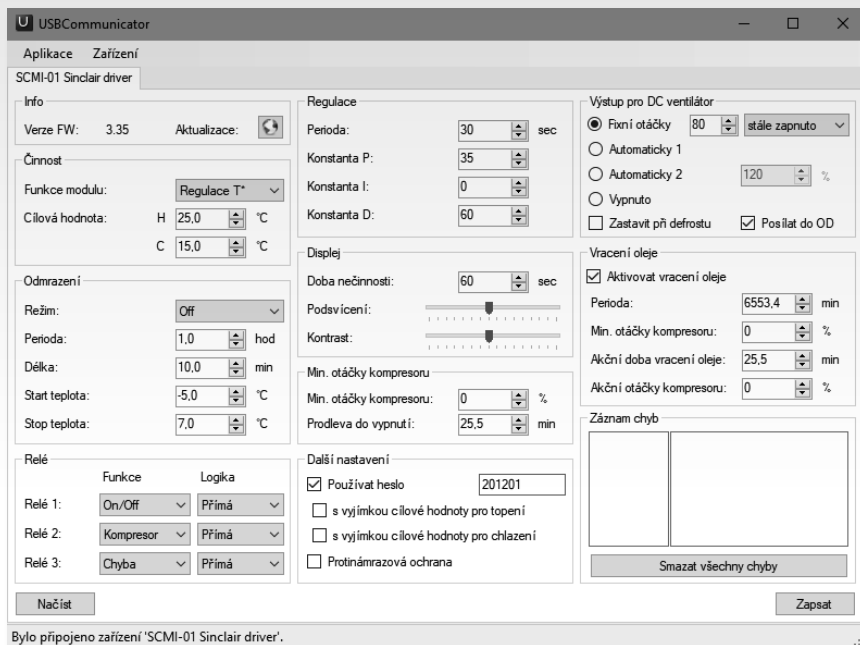 USBCommunicator
Aplikace Zařízení
SCMI-01 Sinclair driver
Info
Verze FW: 3.35 Aktualizace:
Činnost
Funkce modulu: Regulace T*
Cílová hodnota: H 25,0 °C
C 15,0 °C
Odmrazení
Režim: Off
Perioda: 1,0 hod
Délka: 10,0 min
Start teplota: -5,0 °C
Stop teplota: 7,0 °C
Relé
Funkce Logika
Relé 1: On/Off Přímá
Relé 2: Kompresor Přímá
Relé 3: Chyba Přímá
Načíst
Regulace
Perioda: 30 sec
Konstanta P: 35
Konstanta I: 0
Konstanta D: 60
Displej
Doba nečinnosti: 60 sec
Podsvícení:
Kontrast:
Min. otáčky kompresoru
Min. otáčky kompresoru: 0 %
Prodleva do vypnutí: 25,5 min
Další nastavení
Používat heslo 201201
s vyjímkou cílové hodnoty pro topení
s vyjímkou cílové hodnoty pro chlazení
Protinámrazová ochrana
Výstup pro DC ventilátor
Fixní otáčky 80 stále zapnuto
Automaticky 1
Automaticky 2 120 %
Vypnuto
Zastavit při defrostu Posílat do OD
Vracení oleje
Aktivovat vracení oleje
Perioda: 6553,4 min
Min. otáčky kompresoru: 0 %
Akční doba vracení oleje: 25,5 min
Akční otáčky kompresoru: 0 %
Záznam chyb
Smazat všechny chyby
Zapsat
Bylo připojeno zařízení 'SCMI-01 Sinclair driver'.